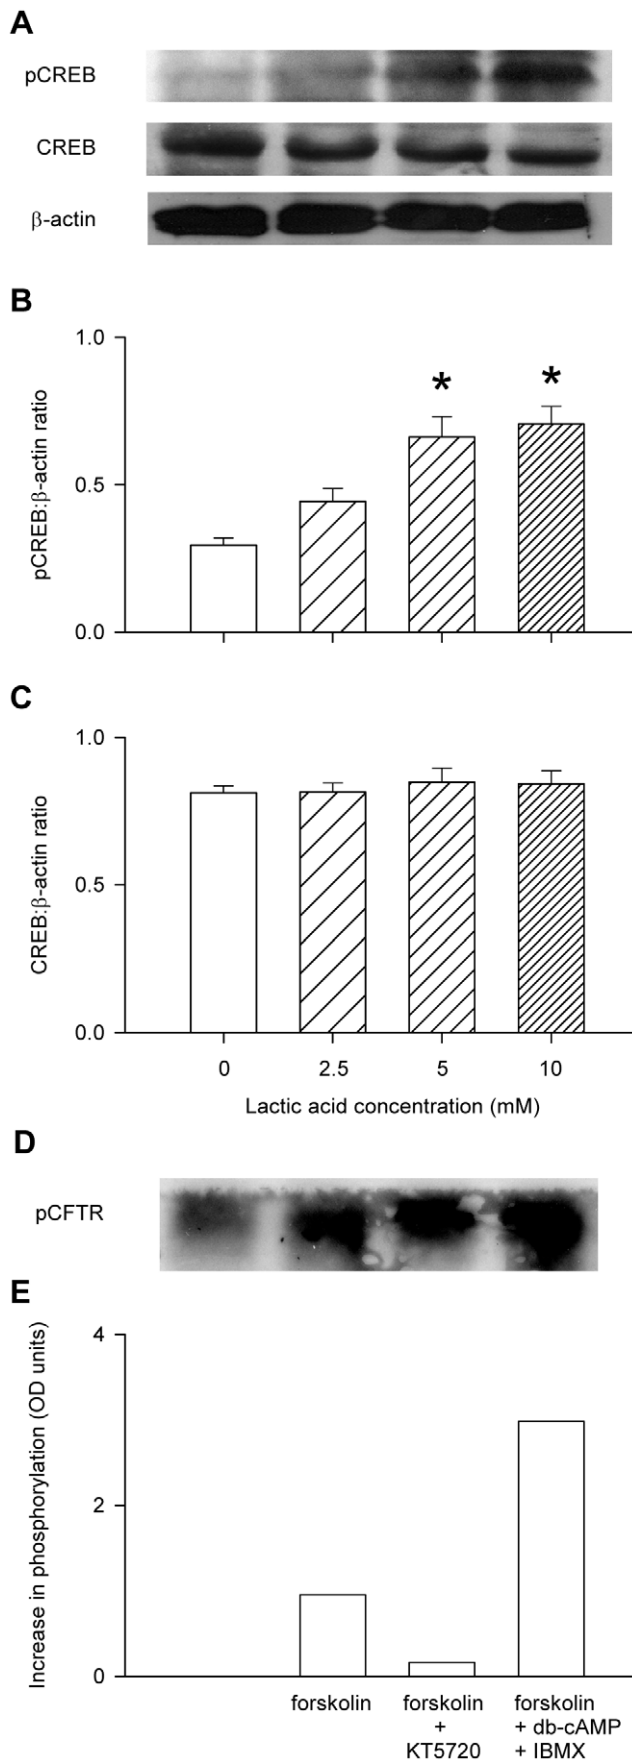 A
pCREB
CREB
β-actin
B
pCREB:β-actin ratio
1.0
0.5
0.0
*
*
C
CREB:β-actin ratio
1.0
0.5
0.0
0
2.5
5
10
Lactic acid concentration (mM)
D
pCFTR
E
Increase in phosphorylation (OD units)
4
2
0
forskolin
forskolin
+
KT5720
forskolin
+ db-cAMP
+ IBMX